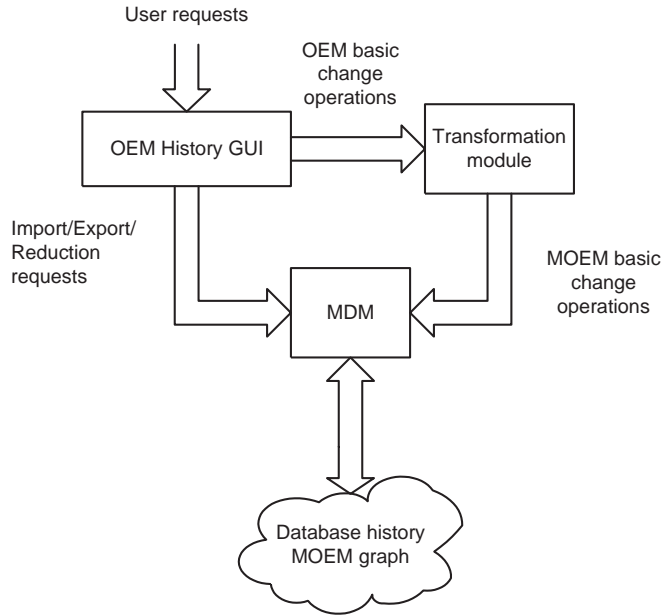 User requests
OEM basic
change
operations
OEM History GUI
Transformation
module
Import/Export/
Reduction
requests
MOEM basic
change
operations
MDM
Database history
MOEM graph